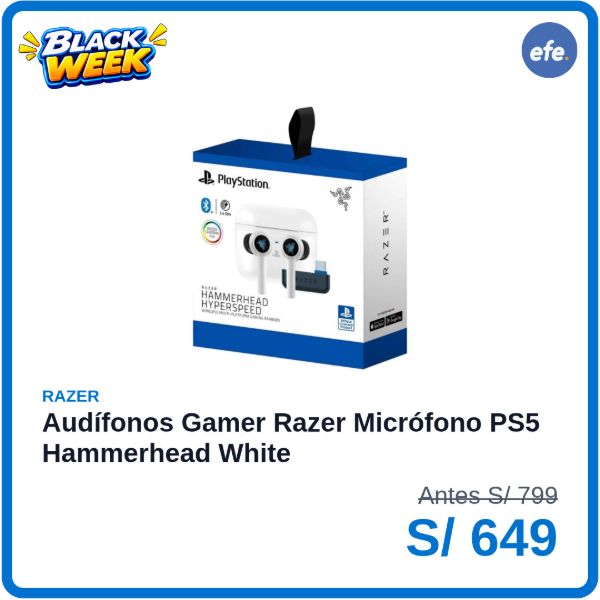 BLACK
WEEK
efe.
PlayStation.
RAZER
RAZER
HAMMERHEAD
HYPERSPEED
RAZER
Audífonos Gamer Razer Micrófono PS5
Hammerhead White
Antes S/ 799
S/ 649